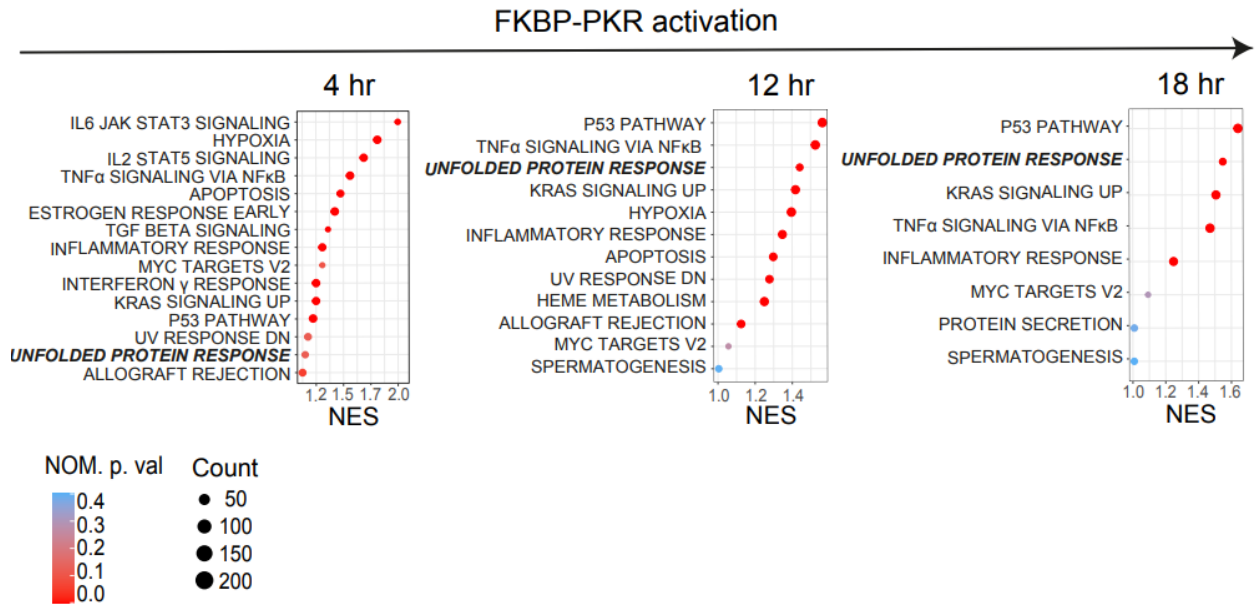 FKBP-PKR activation
4 hr
IL6 JAK STAT3 SIGNALING
HYPOXIA
IL2 STAT5 SIGNALING
TNFα SIGNALING VIA NFκB
APOPTOSIS
ESTROGEN RESPONSE EARLY
TGF BETA SIGNALING
INFLAMMATORY RESPONSE
MYC TARGETS V2
INTERFERON γ RESPONSE
KRAS SIGNALING UP
P53 PATHWAY
UV RESPONSE DN
UNFOLDED PROTEIN RESPONSE
ALLOGRAFT REJECTION
1.2 1.5 1.7 2.0
NES
12 hr
P53 PATHWAY
TNFα SIGNALING VIA NFκB
UNFOLDED PROTEIN RESPONSE
KRAS SIGNALING UP
HYPOXIA
INFLAMMATORY RESPONSE
APOPTOSIS
UV RESPONSE DN
HEME METABOLISM
ALLOGRAFT REJECTION
MYC TARGETS V2
SPERMATOGENESIS
1.0 1.2 1.4
NES
18 hr
P53 PATHWAY
UNFOLDED PROTEIN RESPONSE
KRAS SIGNALING UP
TNFα SIGNALING VIA NFκB
INFLAMMATORY RESPONSE
MYC TARGETS V2
PROTEIN SECRETION
SPERMATOGENESIS
1.0 1.2 1.4 1.6
NES
NOM. p. val
0.4
0.3
0.2
0.1
0.0
Count
50
100
150
200